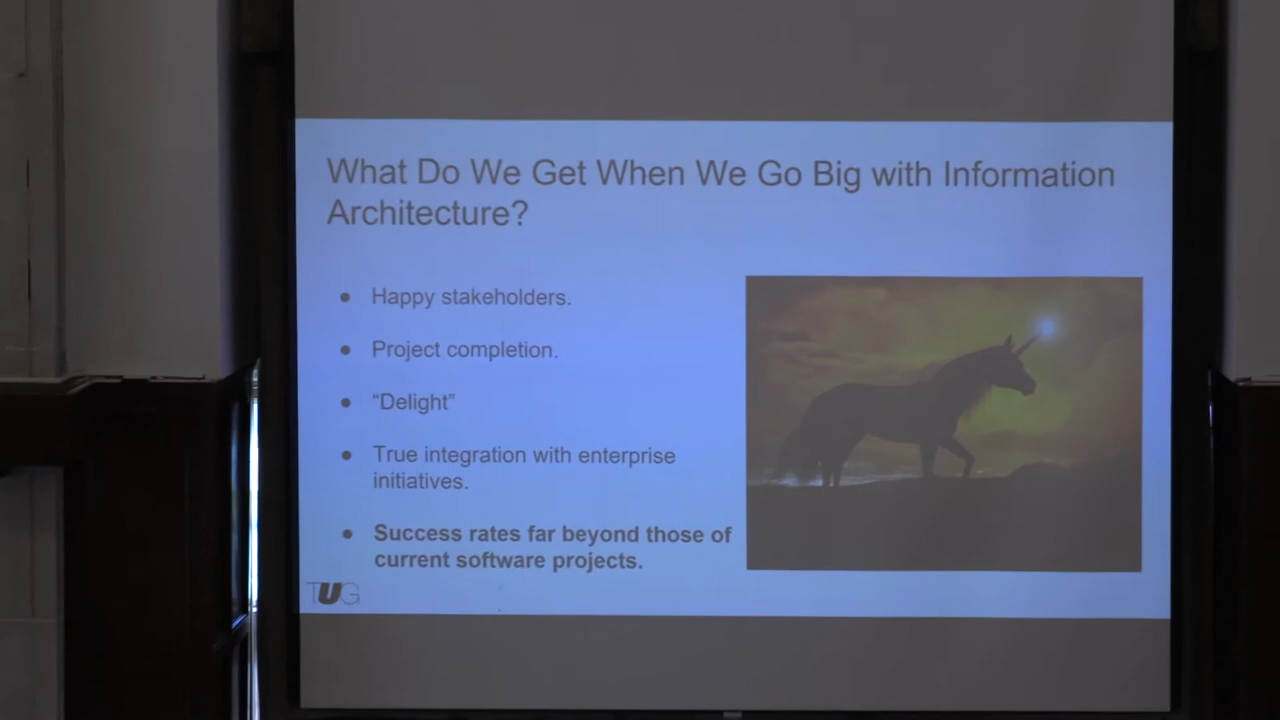 What Do We Get When We Go Big with Information
Architecture?
● Happy stakeholders.
● Project completion.
● “Delight”
● True integration with enterprise
initiatives.
● Success rates far beyond those of
current software projects.
TUG